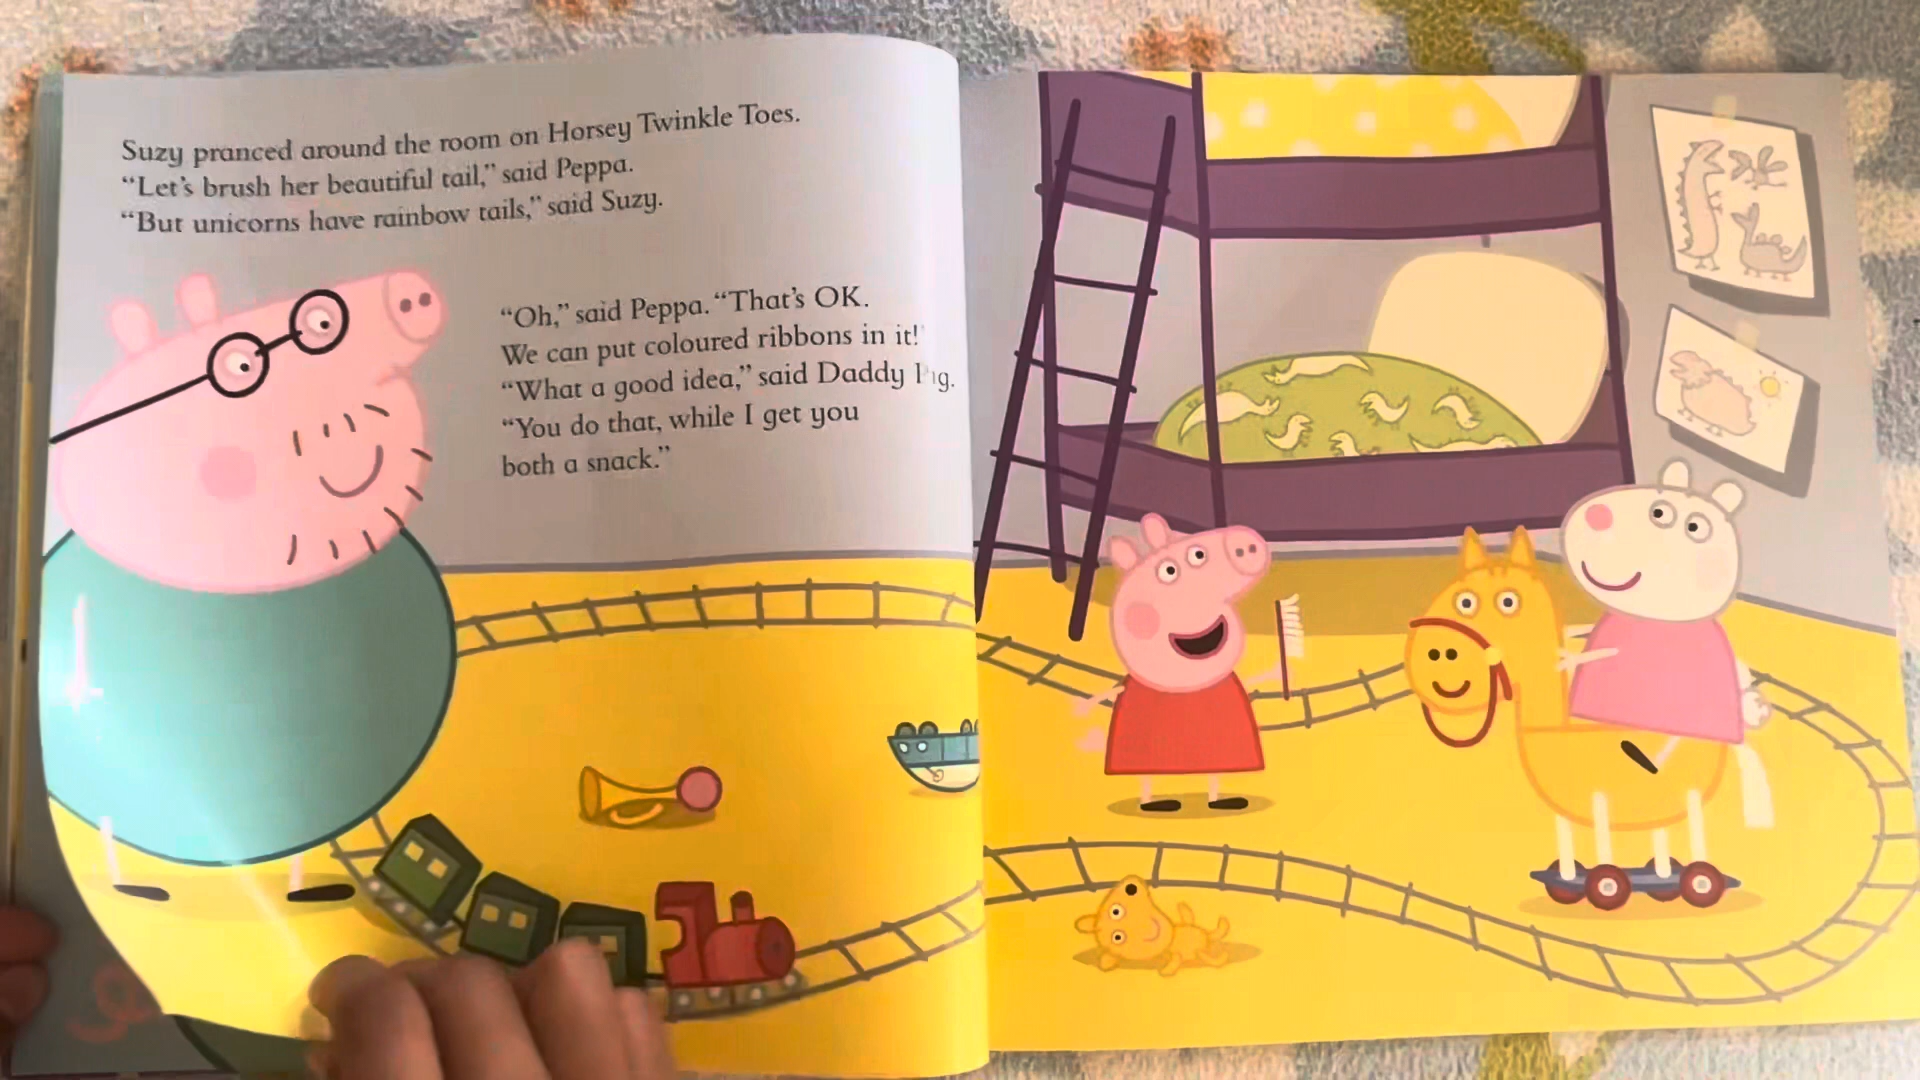 Suzy pranced around the room on Horsey Twinkle Toes.
“Let’s brush her beautiful tail,” said Peppa.
“But unicorns have rainbow tails,” said Suzy.
“Oh,” said Peppa. “That’s OK.
We can put coloured ribbons in it!
“What a good idea,” said Daddy Pig.
“You do that, while I get you
both a snack.”